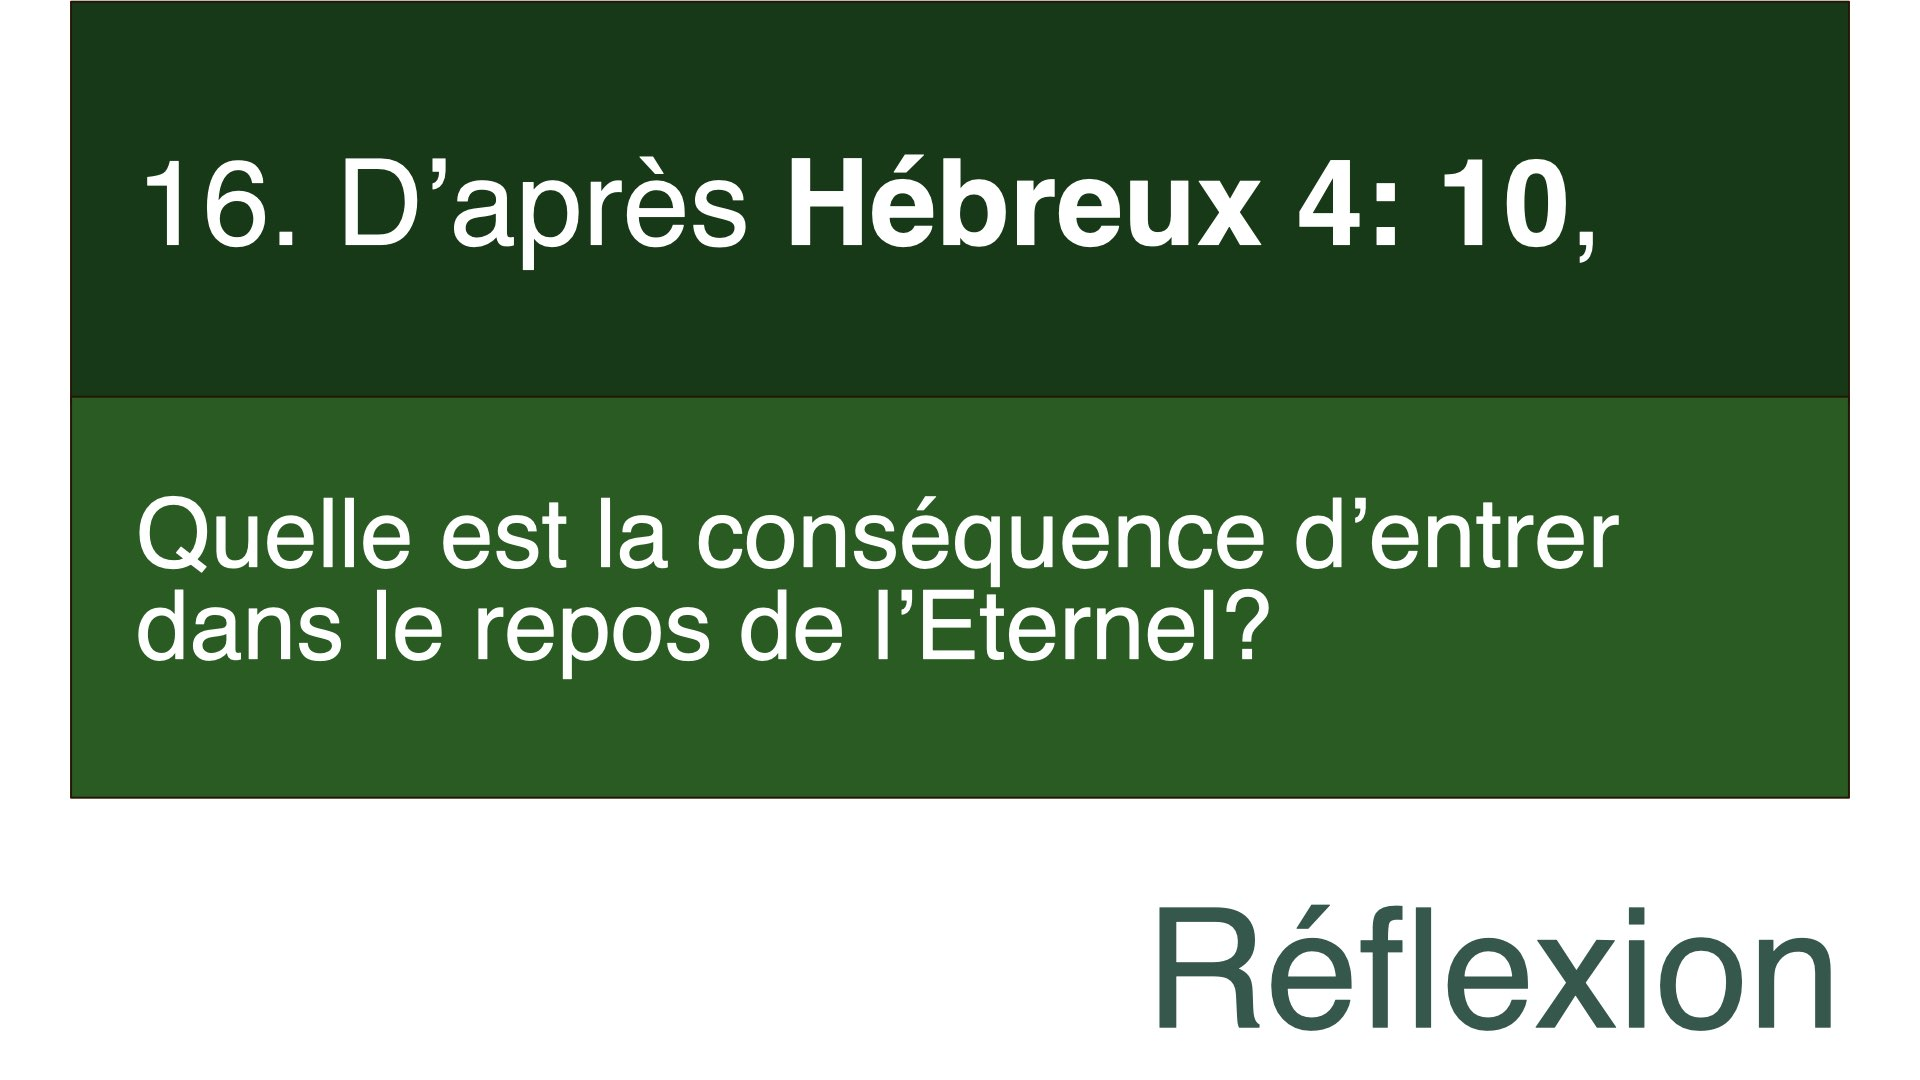 16. D’après Hébreux 4: 10,
Quelle est la conséquence d’entrer
dans le repos de l’Eternel?
Réflexion